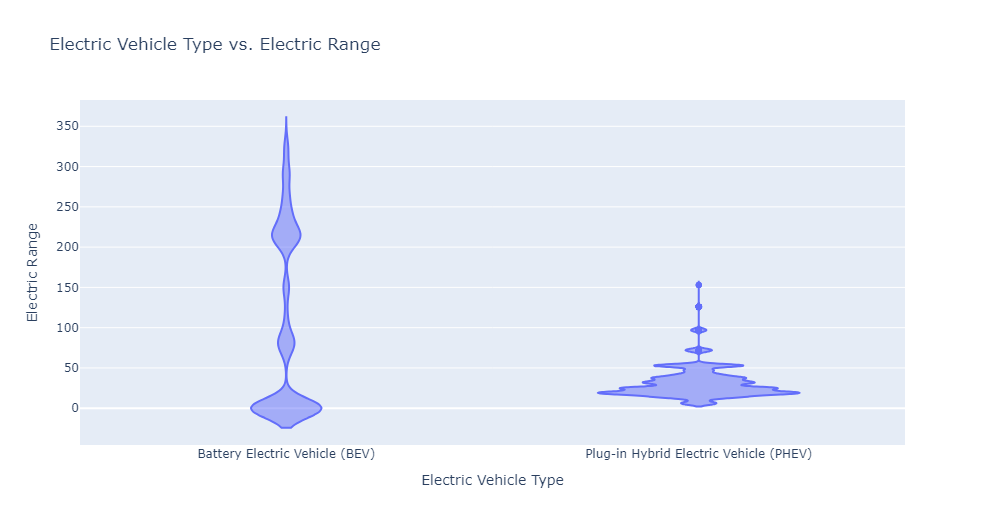 Electric Vehicle Type vs. Electric Range
350
300
250
200
150
100
50
0
Electric Range
Battery Electric Vehicle (BEV)
Plug-in Hybrid Electric Vehicle (PHEV)
Electric Vehicle Type